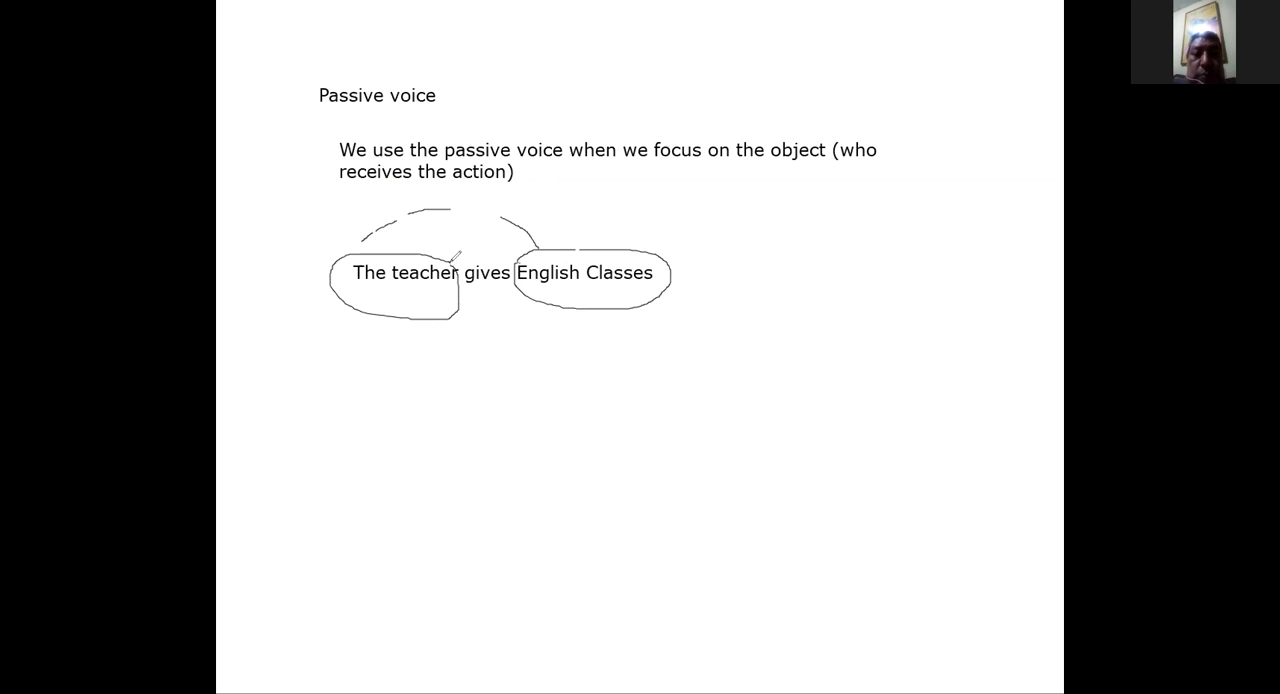 Passive voice
We use the passive voice when we focus on the object (who
receives the action)
The teacher gives English Classes